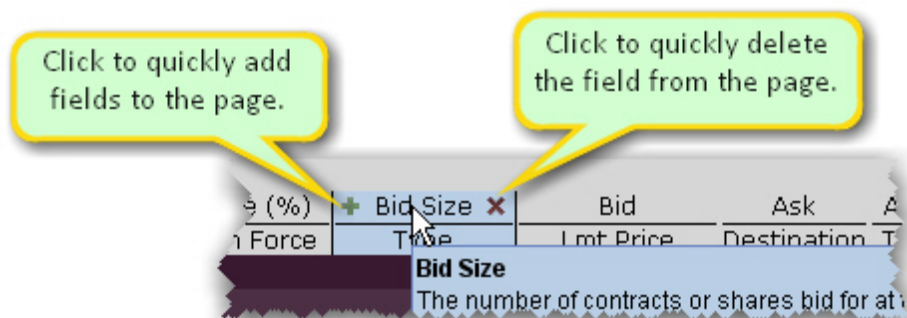 Click to quickly add
fields to the page.
Click to quickly delete
the field from the page.
(%) Bid Size Bid Ask
Force Type Lmt Price Destination
Bid Size
The number of contracts or shares bid for at